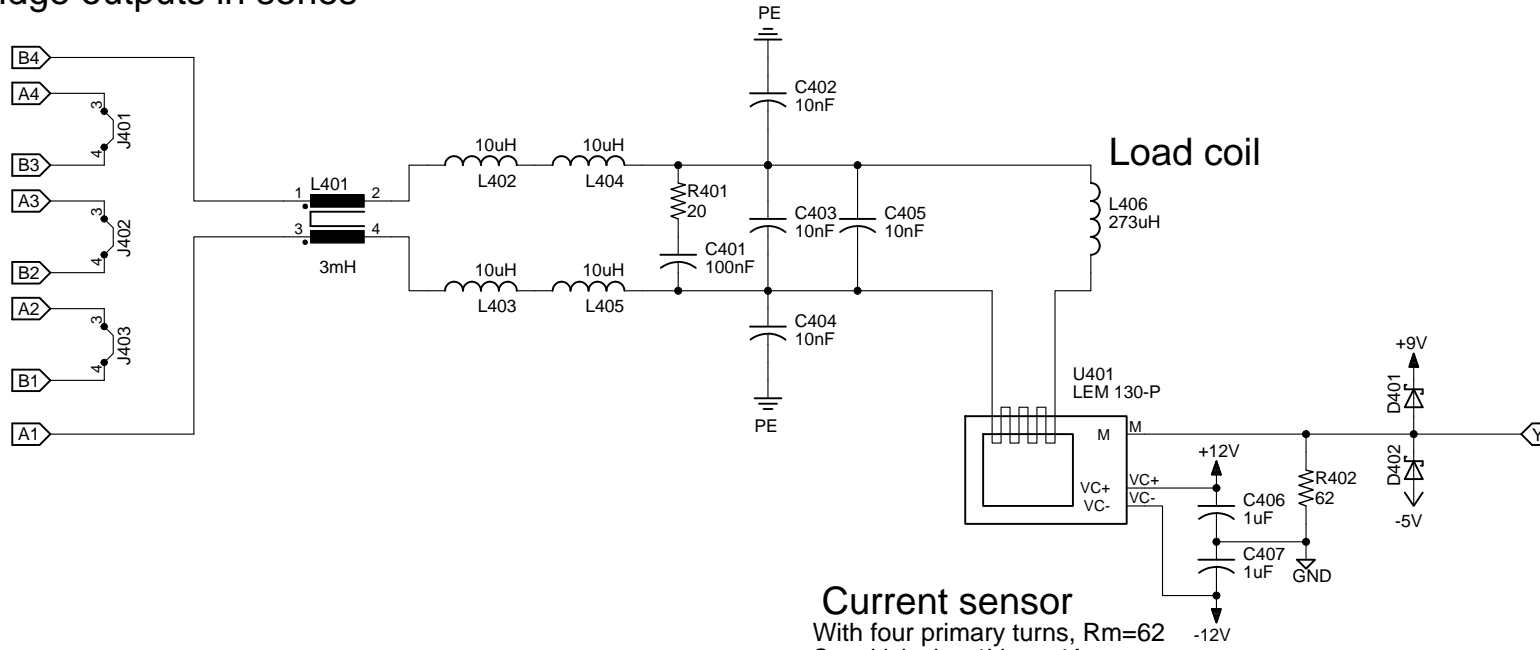 PE
B4
A4
B3
A3
B2
A2
B1
A1
3
4
J401
3
4
J402
3
4
J403
L401
1
2
3
4
3mH
10uH
L402
10uH
L404
10uH
L403
10uH
L405
R401
20
C401
100nF
C402
10nF
C403
10nF
C405
10nF
C404
10nF
PE
Load coil
L406
273uH
U401
LEM 130-P
M
M
VC+
VC+
VC-
VC-
+12V
C406
1uF
C407
1uF
-12V
R402
62
GND
+9V
D401
D402
-5V
Y
Current sensor
With four primary turns, Rm=62
outputs in series